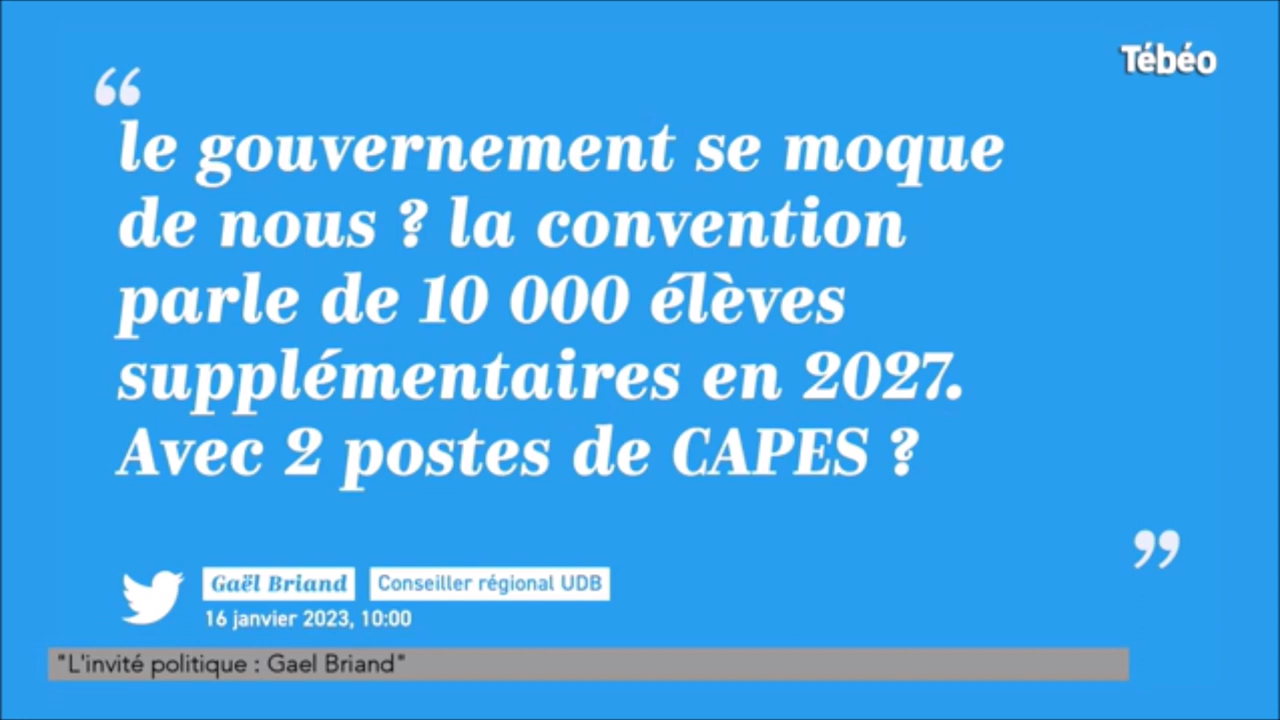 Tébéo
“
le gouvernement se moque
de nous ? la convention
parle de 10 000 élèves
supplémentaires en 2027.
Avec 2 postes de CAPES ?
”
Gaël Briand Conseiller régional UDB
16 janvier 2023, 10:00
"L'invité politique : Gael Briand"